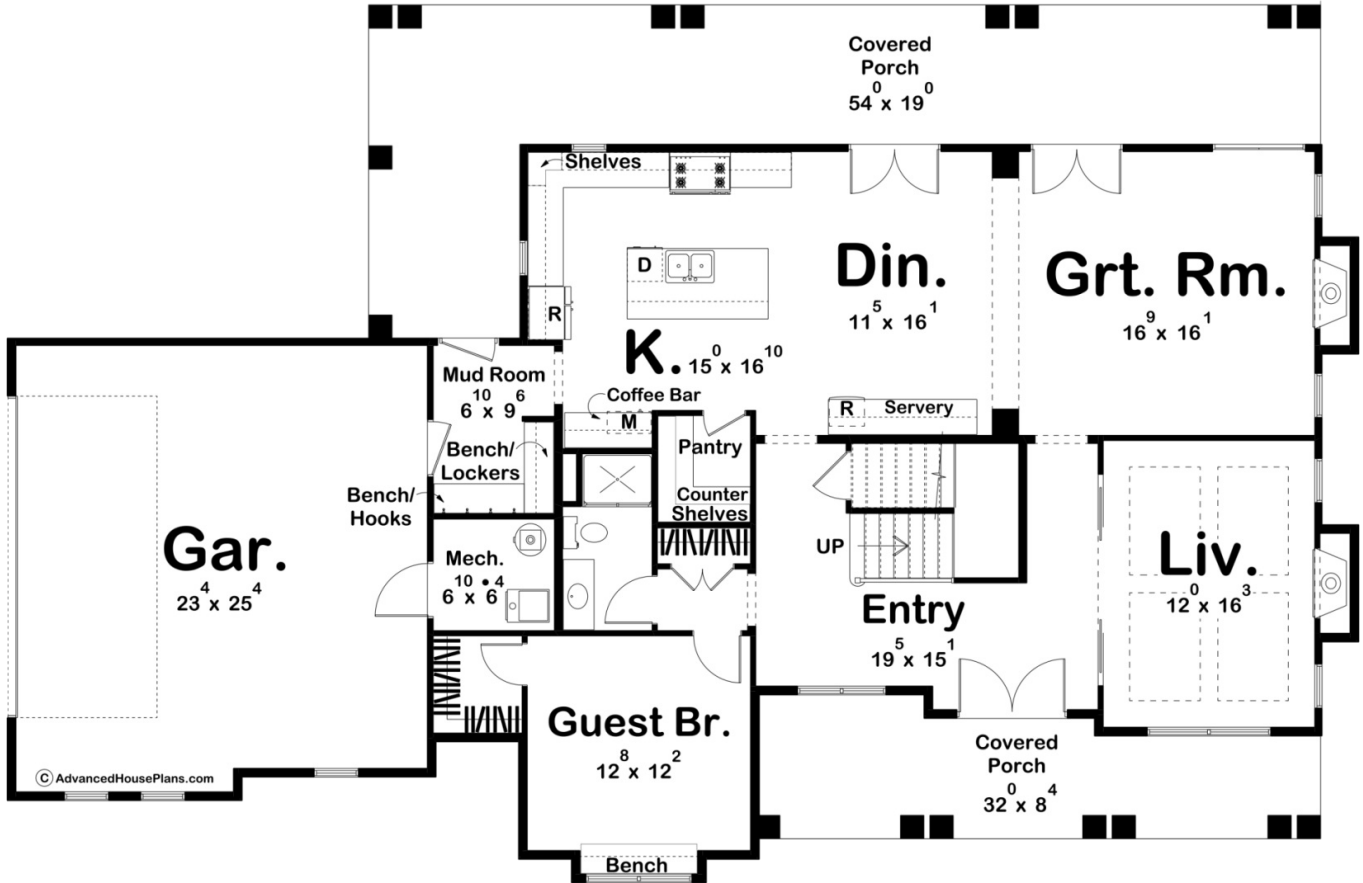 Covered
Porch
54⁰ x 19⁰
Shelves
D
R
K. 15⁰ x 16¹⁰
Din.
11⁵ x 16¹
Grt. Rm.
16⁹ x 16¹
Mud Room
6¹⁰ x 9⁶
Coffee Bar
M
R Servery
Bench/
Lockers
Pantry
Counter
Shelves
Bench/
Hooks
Gar.
23⁴ x 25⁴
Mech.
6¹⁰ x 6⁴
UP
Entry
19⁵ x 15¹
Liv.
12⁰ x 16³
Guest Br.
12⁸ x 12²
Covered
Porch
32⁰ x 8⁴
© AdvancedHousePlans.com
Bench